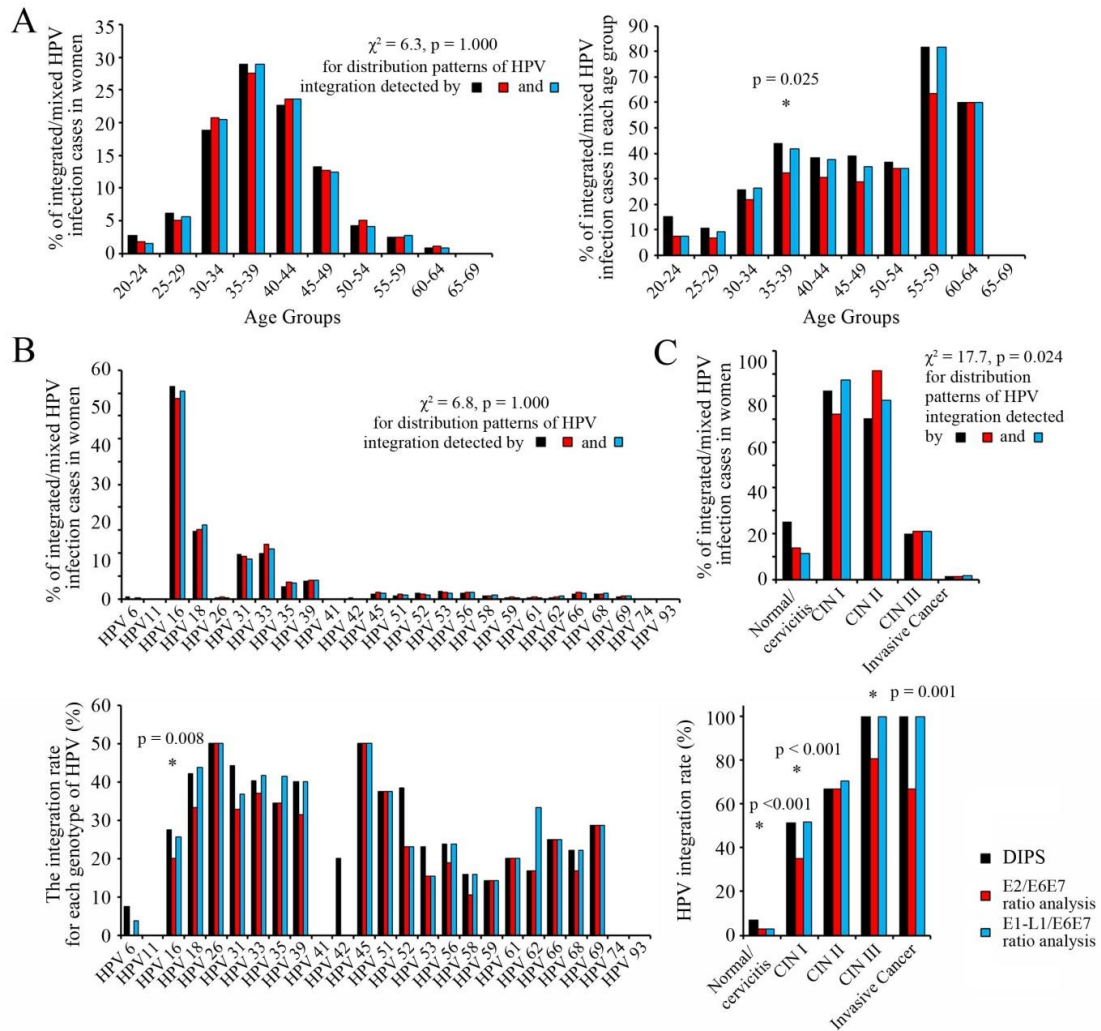 A
% of integrated/mixed HPV
infection cases in women
35
30
25
20
15
10
5
0
χ² = 6.3, p = 1.000
for distribution patterns of HPV
integration detected by and
20-24
25-29
30-34
35-39
40-44
45-49
50-54
55-59
60-64
65-69
Age Groups
% of integrated/mixed HPV
infection cases in each age group
90
80
70
60
50
40
30
20
10
0
p = 0.025
*
20-24
25-29
30-34
35-39
40-44
45-49
50-54
55-59
60-64
65-69
Age Groups
B
% of integrated/mixed HPV
infection cases in women
60
50
40
30
20
10
0
χ² = 6.8, p = 1.000
for distribution patterns of HPV
integration detected by and
HPV 6
HPV 11
HPV 16
HPV 18
HPV 26
HPV 31
HPV 33
HPV 35
HPV 39
HPV 41
HPV 42
HPV 45
HPV 51
HPV 52
HPV 53
HPV 56
HPV 58
HPV 59
HPV 61
HPV 62
HPV 66
HPV 68
HPV 69
HPV 74
HPV 93
C
% of integrated/mixed HPV
infection cases in women
100
80
60
40
20
0
χ² = 17.7, p = 0.024
for distribution
patterns of HPV
integration detected
by and
Normal/
cervicitis
CIN I
CIN II
CIN III
Invasive Cancer
The integration rate
for each genotype of HPV (%)
60
50
40
30
20
10
0
p = 0.008
*
HPV 6
HPV 11
HPV 16
HPV 18
HPV 26
HPV 31
HPV 33
HPV 35
HPV 39
HPV 41
HPV 42
HPV 45
HPV 51
HPV 52
HPV 53
HPV 56
HPV 58
HPV 59
HPV 61
HPV 62
HPV 66
HPV 68
HPV 69
HPV 74
HPV 93
HPV integration rate (%)
100
80
60
40
20
0
* p = 0.001
p < 0.001
*
p <0.001
*
Normal/
cervicitis
CIN I
CIN II
CIN III
Invasive Cancer
DIPS
E2/E6E7
ratio analysis
E1-L1/E6E7
ratio analysis